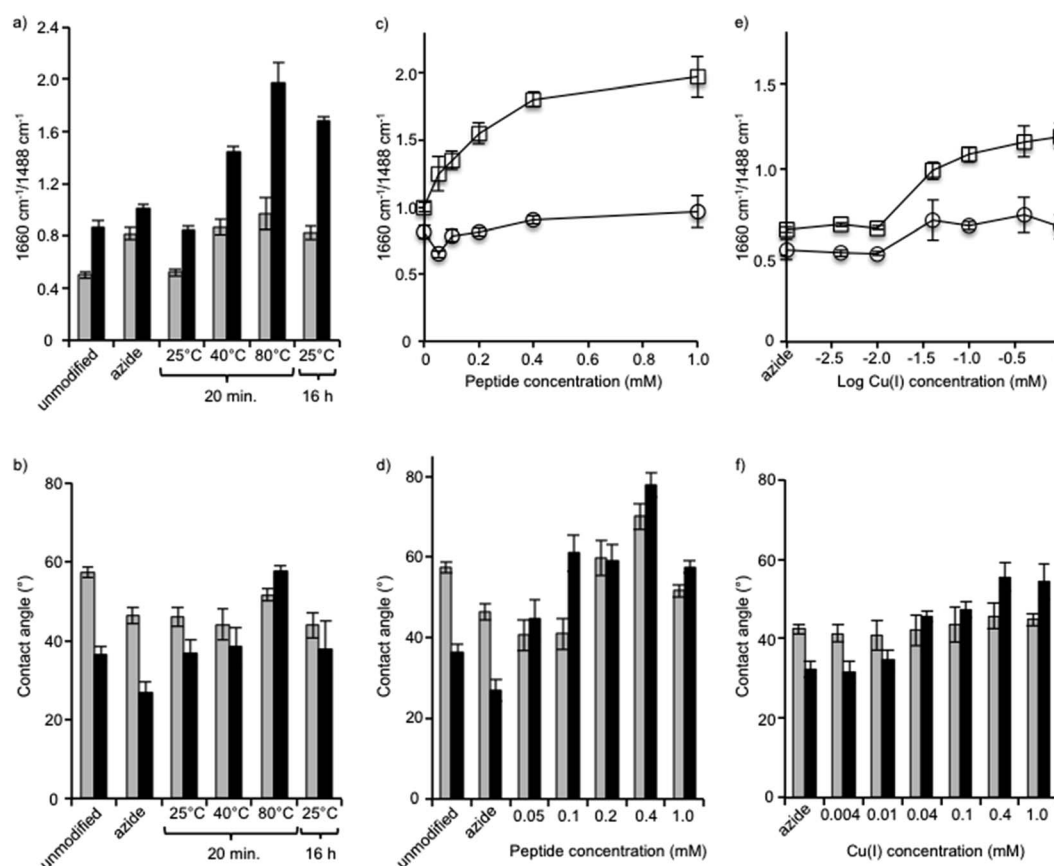 a)
1660 cm⁻¹/1488 cm⁻¹
2.8
2.4
2.0
1.6
1.2
0.8
0.4
0
unmodified
azide
25°C 40°C 80°C 25°C
20 min. 16 h
c)
1660 cm⁻¹/1488 cm⁻¹
2.0
1.5
1.0
0.5
0
0 0.2 0.4 1.0
Peptide concentration (mM)
e)
1660 cm⁻¹/1488 cm⁻¹
1.5
1.0
0.5
0
azide -2.5 -2.0 -1.5 -1.0 -0.5 0
Log Cu(I) concentration (mM)
b)
Contact angle (°)
80
60
40
20
0
unmodified
azide
25°C 40°C 80°C 25°C
20 min. 16 h
d)
Contact angle (°)
80
60
40
20
0
unmodified
azide
0.05 0.1 0.2 0.4 1.0
Peptide concentration (mM)
f)
Contact angle (°)
80
60
40
20
0
azide
0.004 0.01 0.04 0.1 0.4 1.0
Cu(I) concentration (mM)